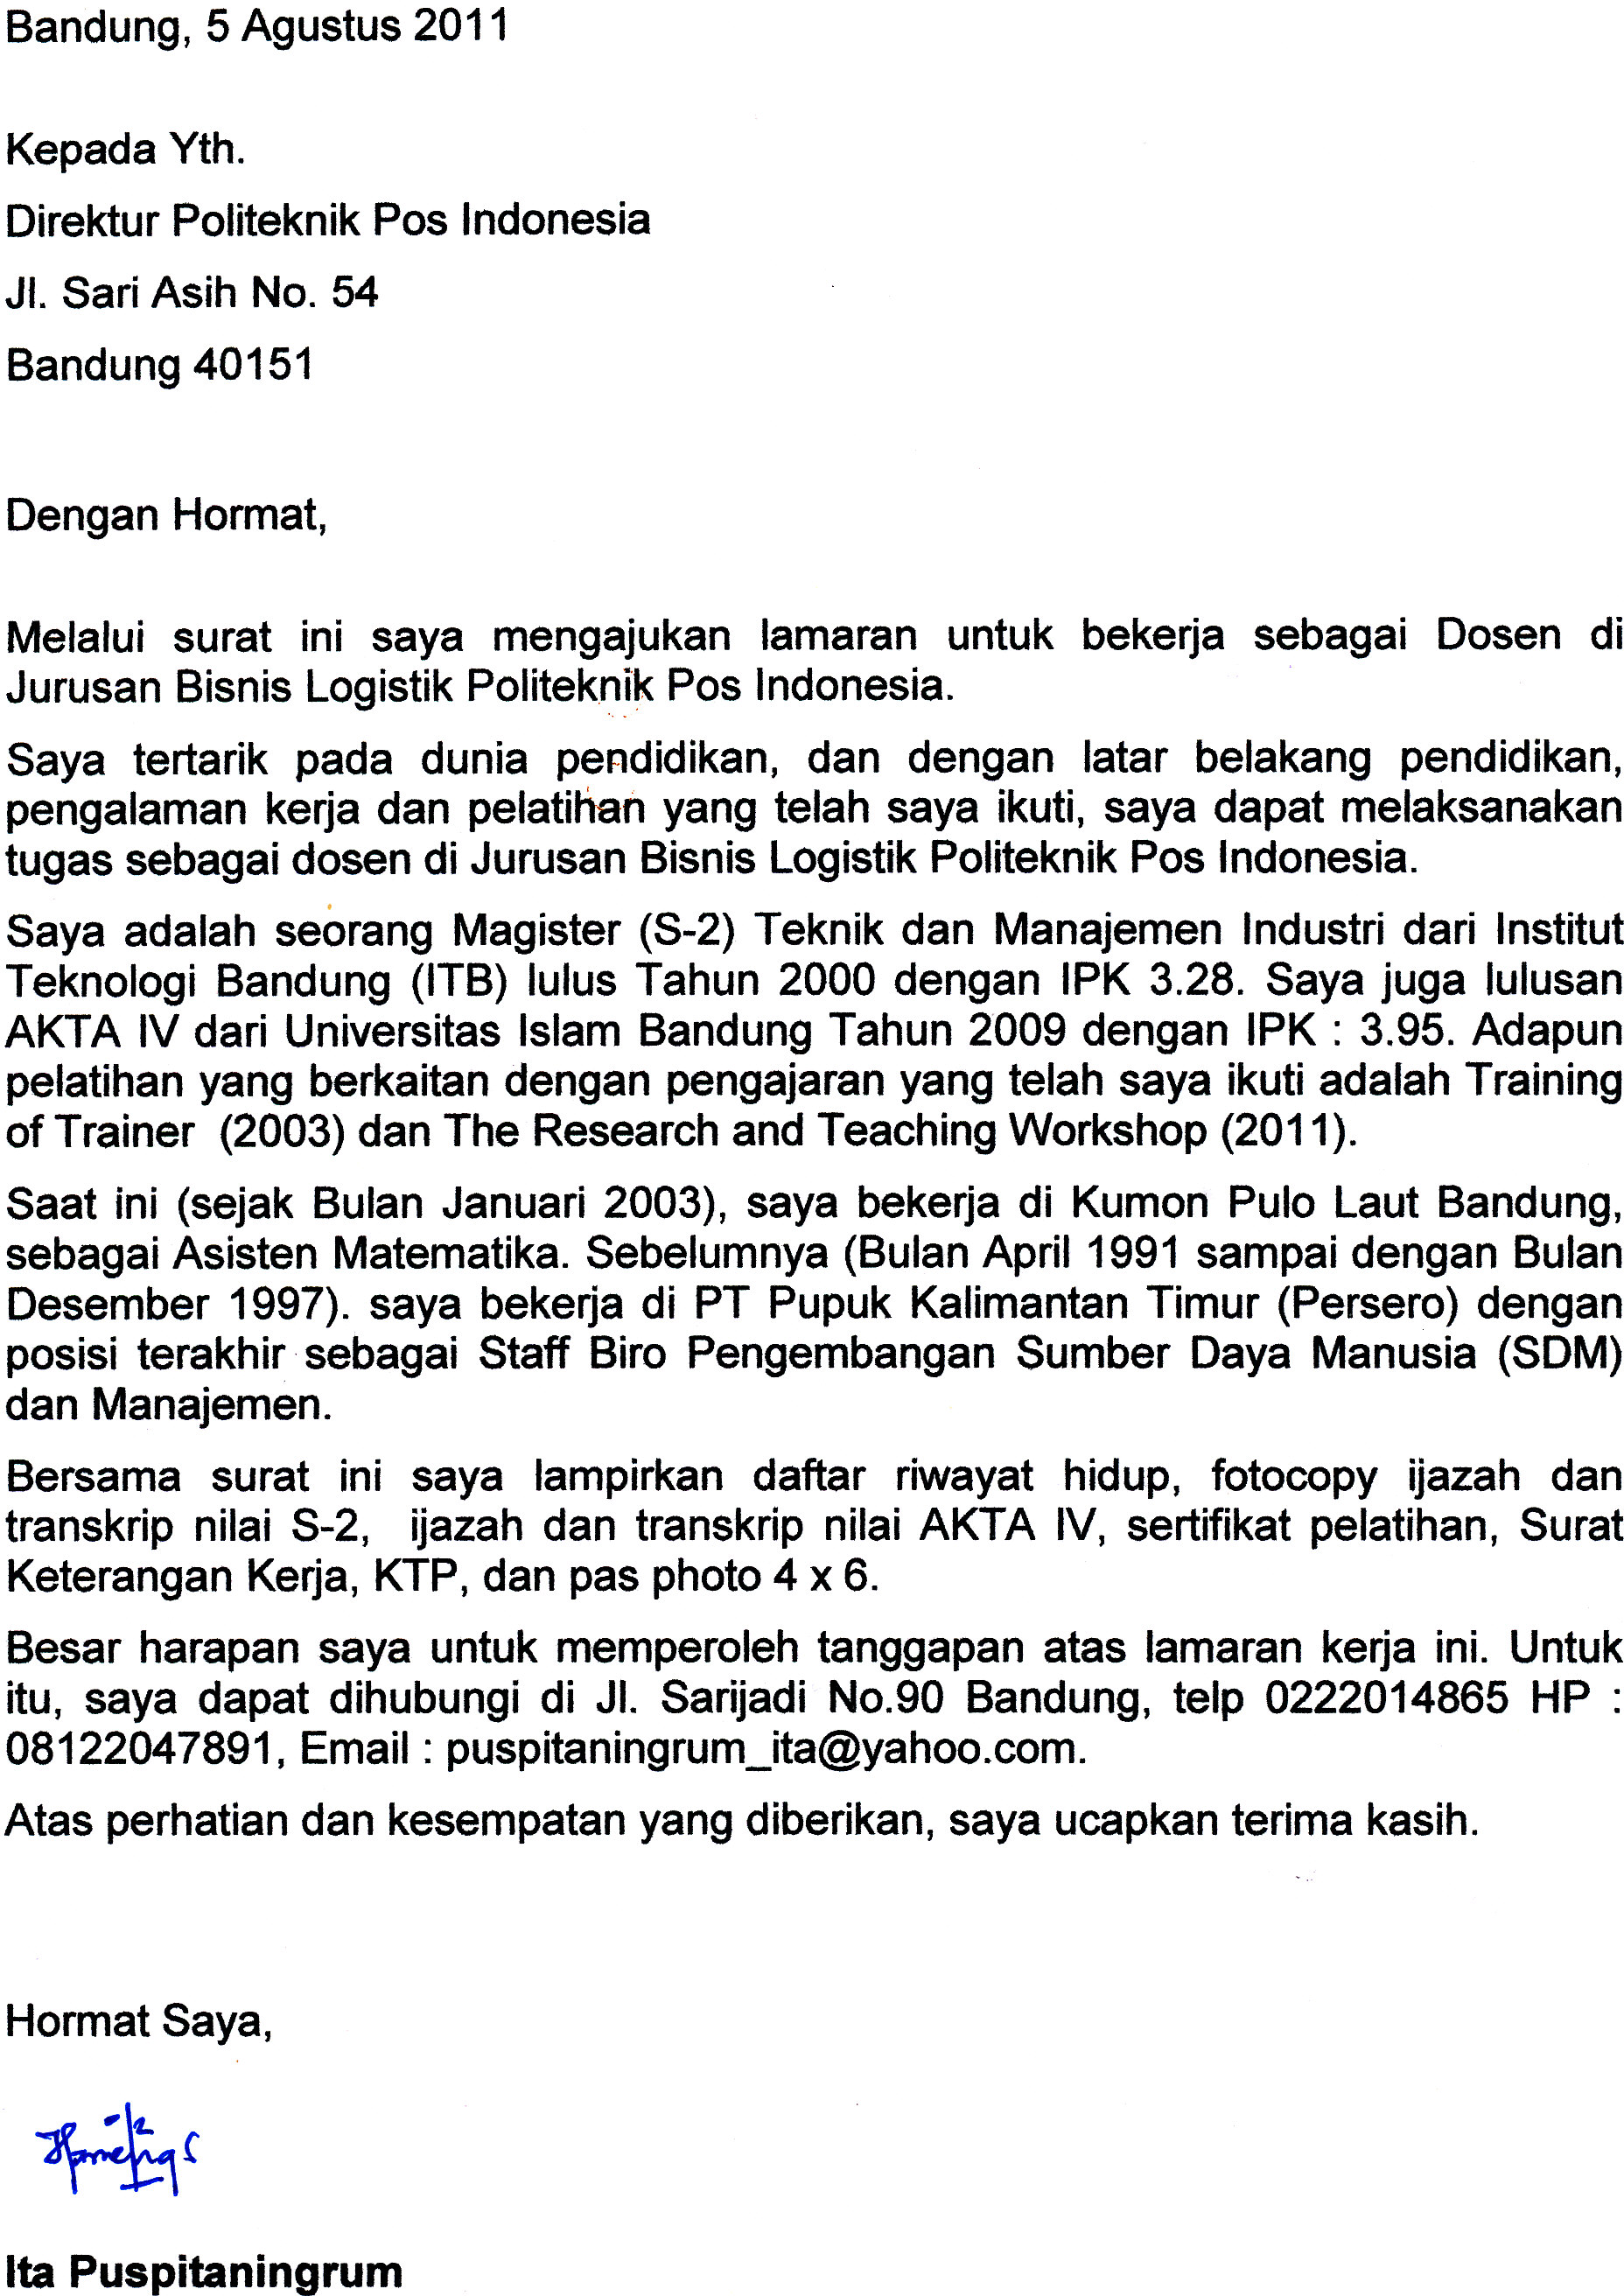 Bandung, 5 Agustus 2011
Kepada Yth.
Direktur Politeknik Pos Indonesia
Jl. Sari Asih No. 54
Bandung 40151
Dengan Hormat,
Melalui surat ini saya mengajukan lamaran untuk bekerja sebagai Dosen di
Jurusan Bisnis Logistik Politeknik Pos Indonesia.
Saya tertarik pada dunia pendidikan, dan dengan latar belakang pendidikan,
pengalaman kerja dan pelatihan yang telah saya ikuti, saya dapat melaksanakan
tugas sebagai dosen di Jurusan Bisnis Logistik Politeknik Pos Indonesia.
Saya adalah seorang Magister (S-2) Teknik dan Manajemen Industri dari Institut
Teknologi Bandung (ITB) lulus Tahun 2000 dengan IPK 3.28. Saya juga lulusan
AKTA IV dari Universitas Islam Bandung Tahun 2009 dengan IPK : 3.95. Adapun
pelatihan yang berkaitan dengan pengajaran yang telah saya ikuti adalah Training
of Trainer (2003) dan The Research and Teaching Workshop (2011).
Saat ini (sejak Bulan Januari 2003), saya bekerja di Kumon Pulo Laut Bandung,
sebagai Asisten Matematika. Sebelumnya (Bulan April 1991 sampai dengan Bulan
Desember 1997). saya bekerja di PT Pupuk Kalimantan Timur (Persero) dengan
posisi terakhir sebagai Staff Biro Pengembangan Sumber Daya Manusia (SDM)
dan Manajemen.
Bersama surat ini saya lampirkan daftar riwayat hidup, fotocopy ijazah dan
transkrip nilai S-2, ijazah dan transkrip nilai AKTA IV, sertifikat pelatihan, Surat
Keterangan Kerja, KTP, dan pas photo 4 x 6.
Besar harapan saya untuk memperoleh tanggapan atas lamaran kerja ini. Untuk
itu, saya dapat dihubungi di Jl. Sarijadi No.90 Bandung, telp 0222014865 HP :
08122047891, Email : puspitaningrum_ita@yahoo.com.
Atas perhatian dan kesempatan yang diberikan, saya ucapkan terima kasih.
Hormat Saya,
Ita Puspitaningrum